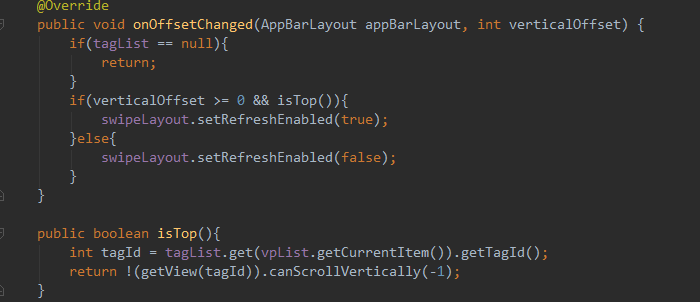 @Override
public void onOffsetChanged(AppBarLayout appBarLayout, int verticalOffset) {
if(tagList == null){
return;
}
if(verticalOffset >= 0 && isTop()){
swipeLayout.setRefreshEnabled(true);
}else{
swipeLayout.setRefreshEnabled(false);
}
}
public boolean isTop(){
int tagId = tagList.get(vpList.getCurrentItem()).getTagId();
return !(getView(tagId)).canScrollVertically(-1);
}